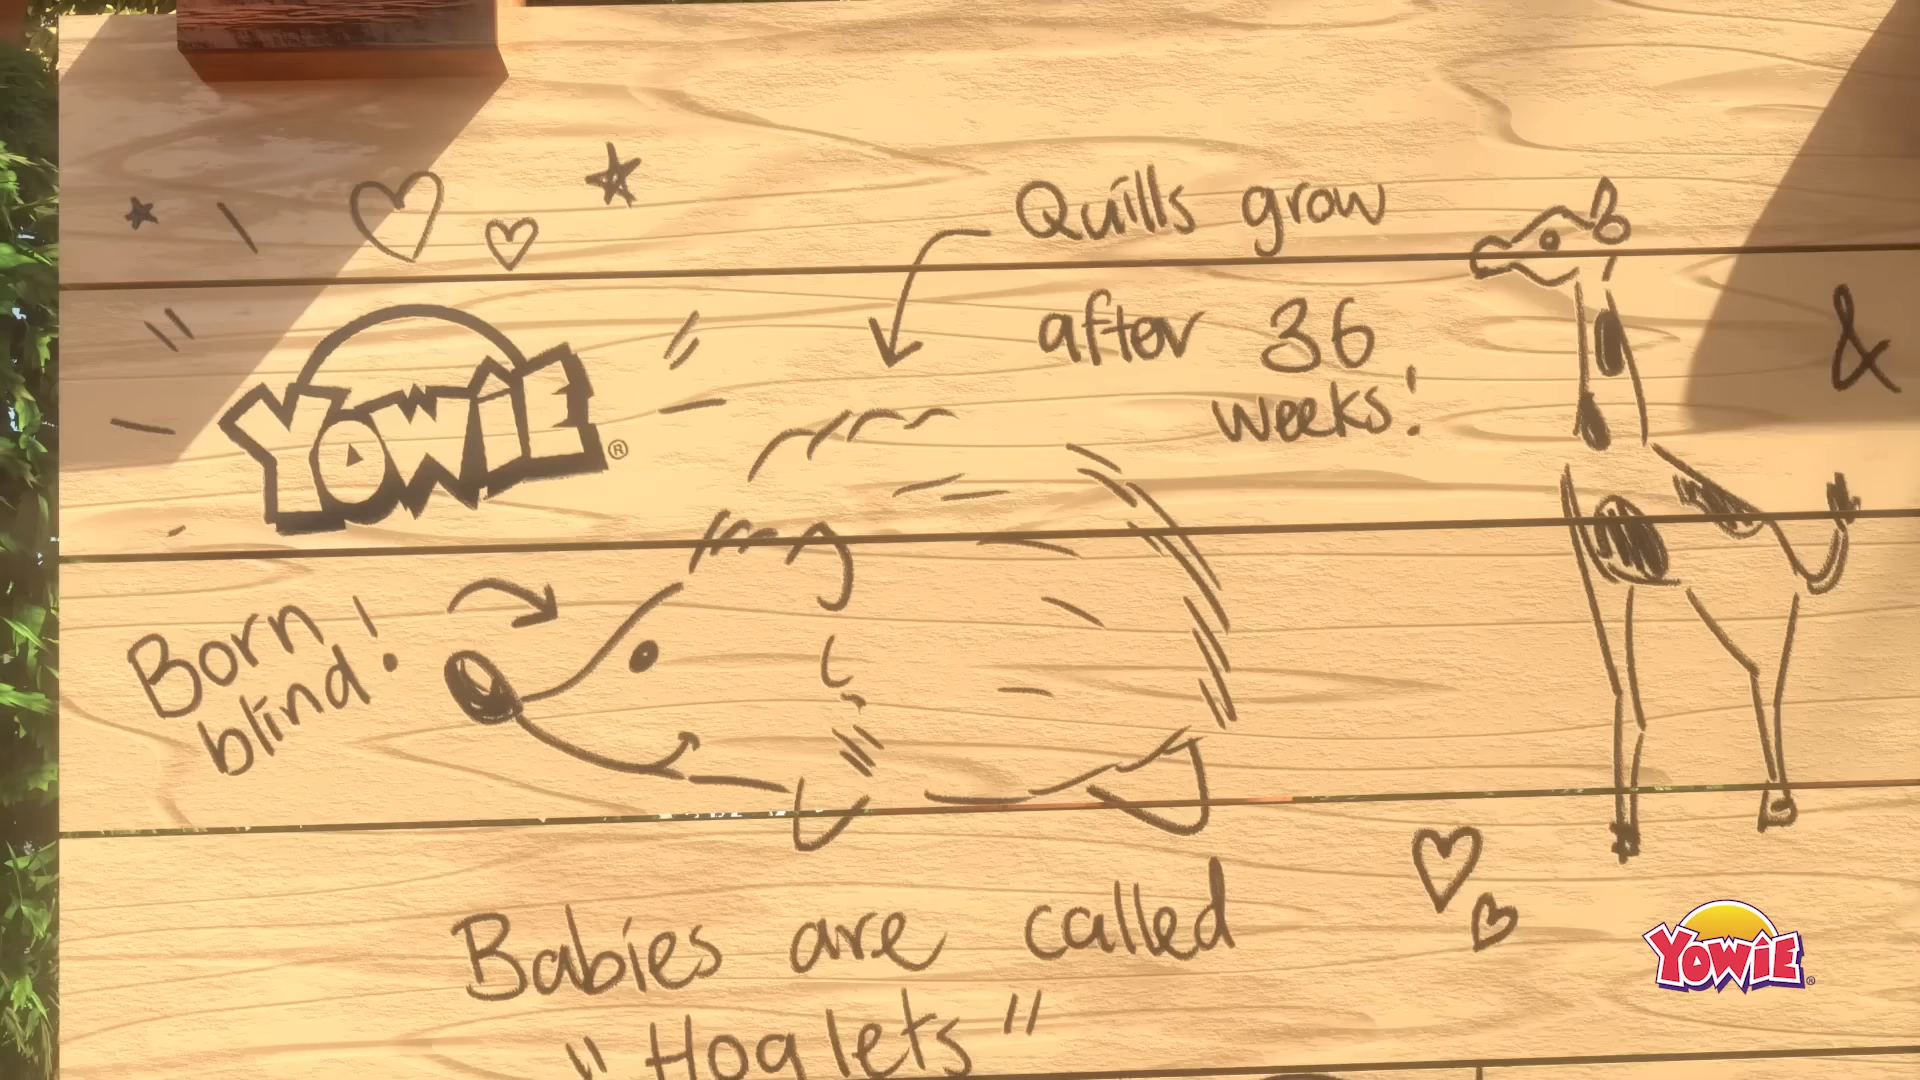 Quills grow
after 36
weeks!
&
YOWIE®
Born
blind!
Babies are called
"Hoglets"
YOWIE®